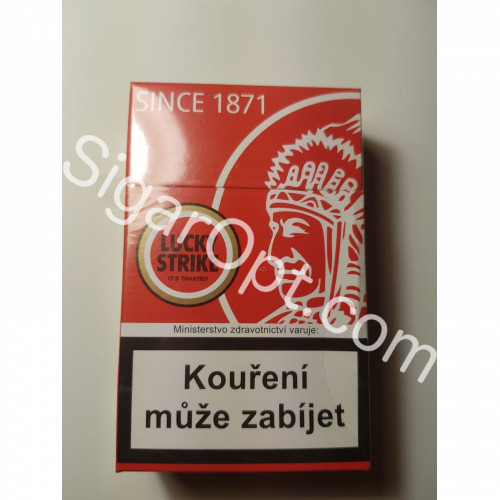 SINCE 1871
LUCKY
STRIKE
IT'S TOASTED
Ministerstvo zdravotnictví varuje:
Kouření
může zabíjet
SigarOpt.com